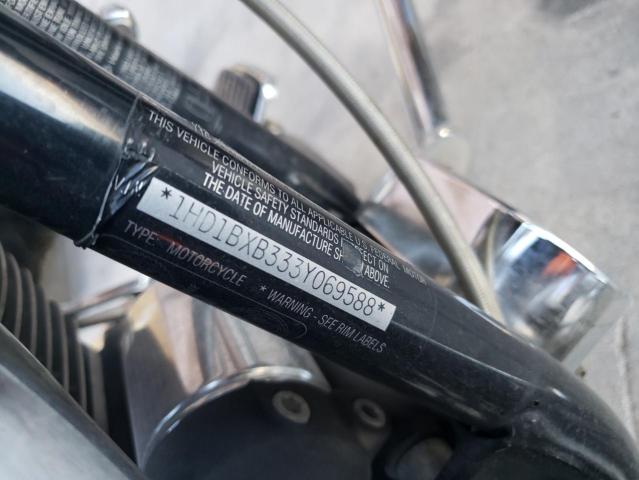 THIS VEHICLE CONFORMS TO ALL APPLICABLE U.S. FEDERAL MOTOR
VEHICLE SAFETY STANDARDS IN EFFECT ON
THE DATE OF MANUFACTURE SHOWN ABOVE.
*1HD1BXB333Y069588*
TYPE: MOTORCYCLE * WARNING - SEE RIM LABELS